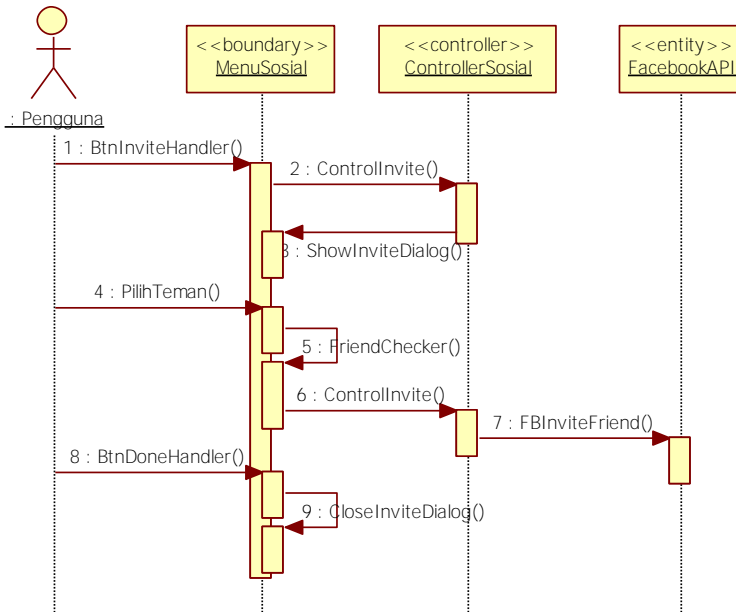 <<boundary>>
MenuSosial
<<controller>>
ControllerSosial
<<entity>>
FacebookAPI
: Pengguna
1 : BtnInviteHandler()
2 : ControlInvite()
3 : ShowInviteDialog()
4 : PilihTeman()
5 : FriendChecker()
6 : ControlInvite()
7 : FBInviteFriend()
8 : BtnDoneHandler()
9 : CloseInviteDialog()